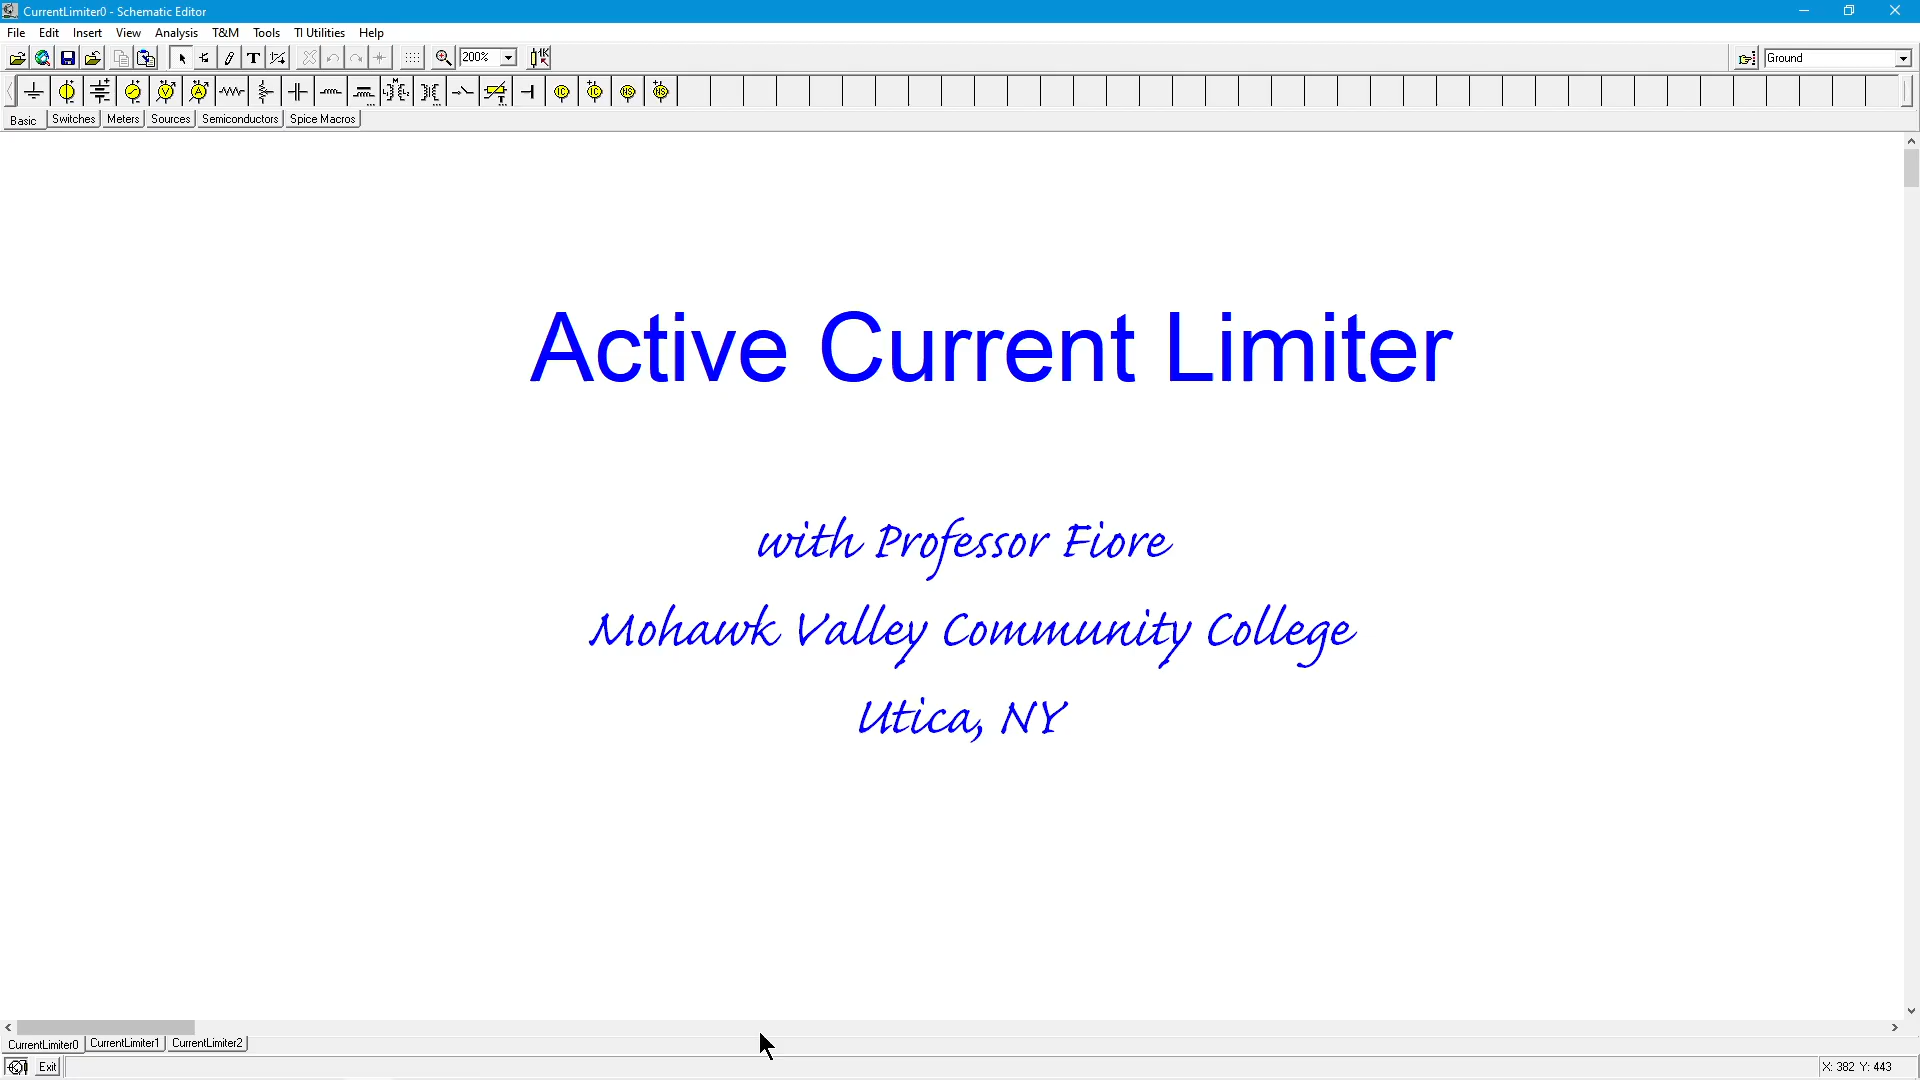 CurrentLimiter0 - Schematic Editor
File Edit Insert View Analysis T&M Tools TI Utilities Help
T 200% 1K Ground
Basic Switches Meters Sources Semiconductors Spice Macros
Active Current Limiter
with Professor Fiore
Mohawk Valley Community College
Utica, NY
CurrentLimiter0 CurrentLimiter1 CurrentLimiter2
Exit X: 382 Y: 443